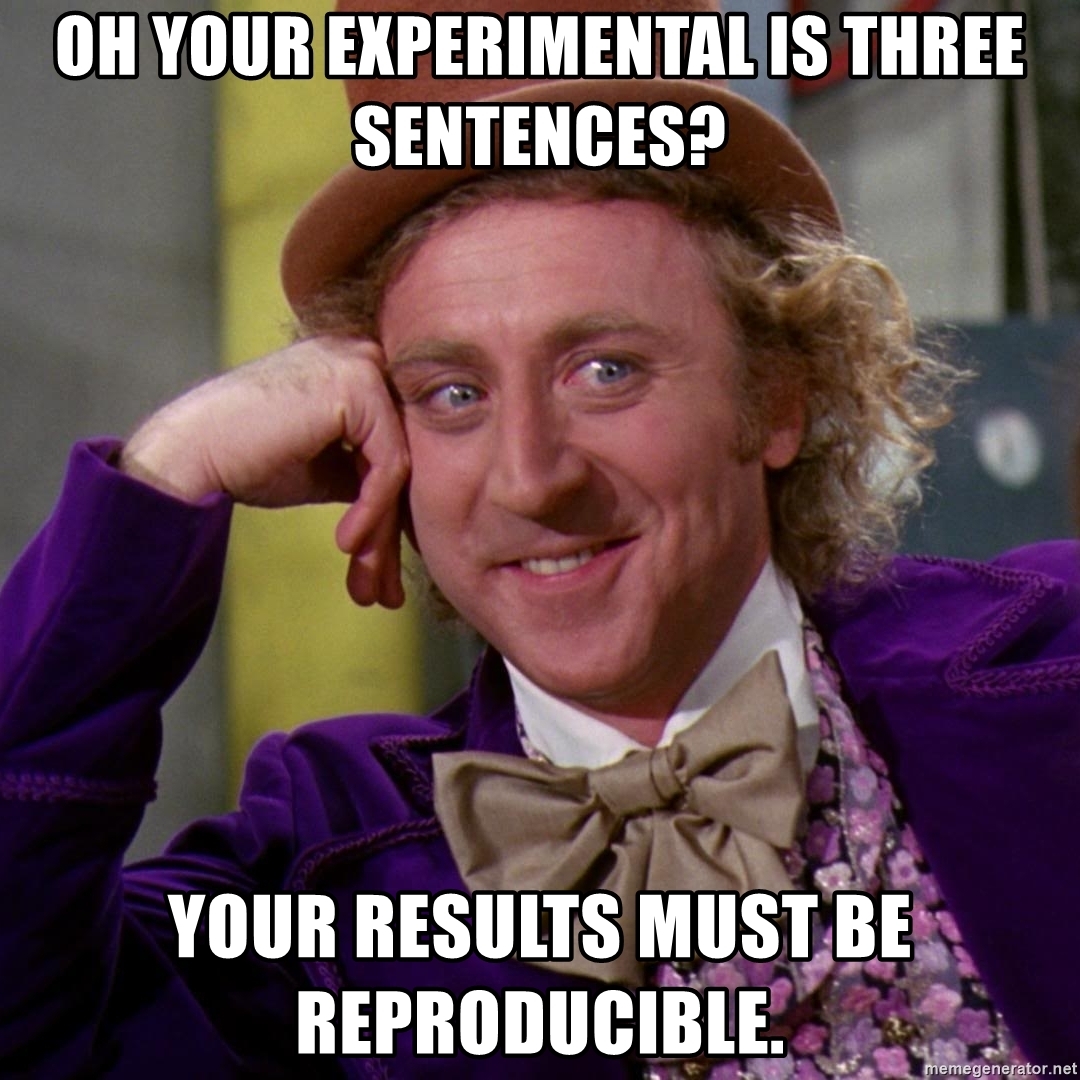 OH YOUR EXPERIMENTAL IS THREE
SENTENCES?
YOUR RESULTS MUST BE
REPRODUCIBLE.
memegenerator.net